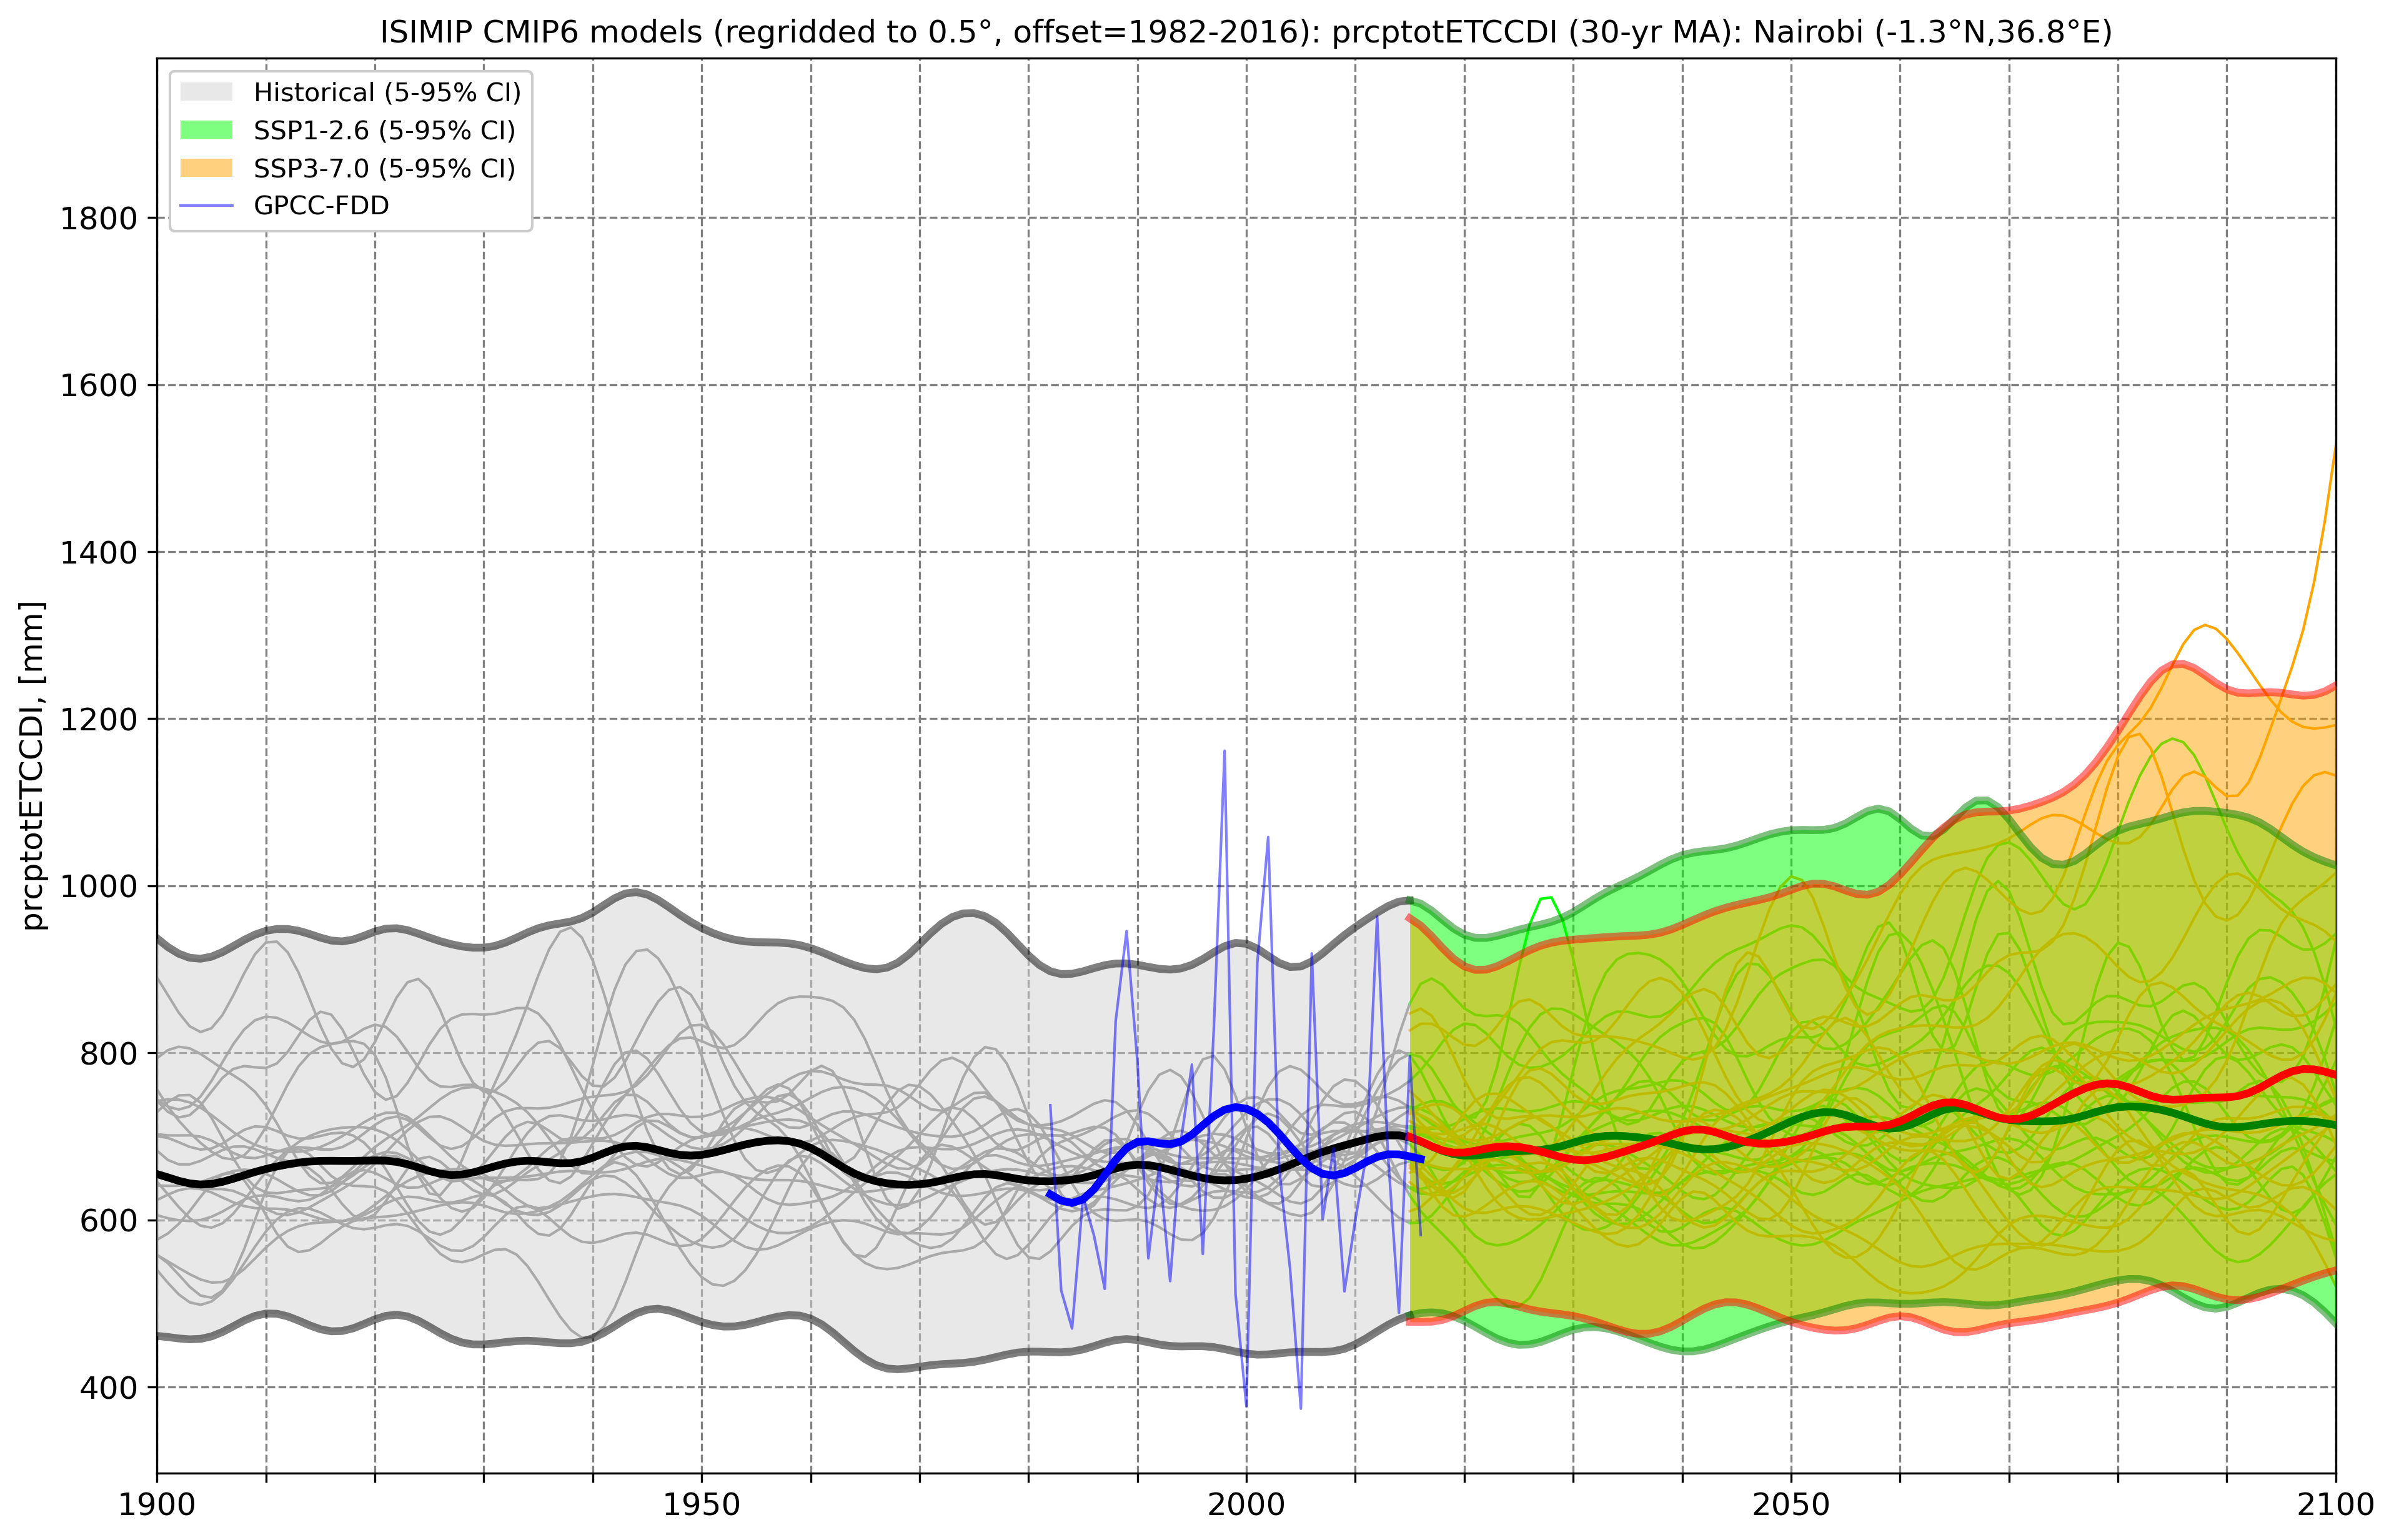 ISIMIP CMIP6 models (regridded to 0.5°, offset=1982-2016): prcptotETCCDI (30-yr MA): Nairobi (-1.3°N,36.8°E)
Historical (5-95% CI)
SSP1-2.6 (5-95% CI)
SSP3-7.0 (5-95% CI)
GPCC-FDD
prcptotETCCDI, [mm]
1800
1600
1400
1200
1000
800
600
400
1900
1950
2000
2050
2100